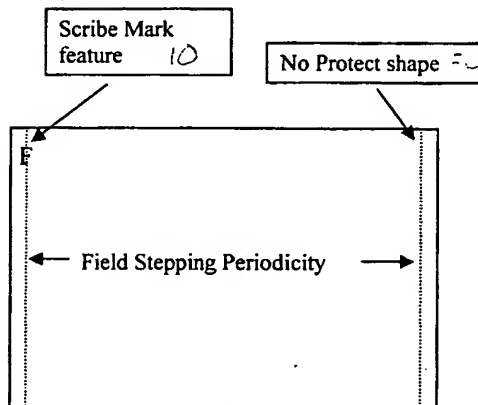 Scribe Mark
feature 10
No Protect shape
F
Field Stepping Periodicity